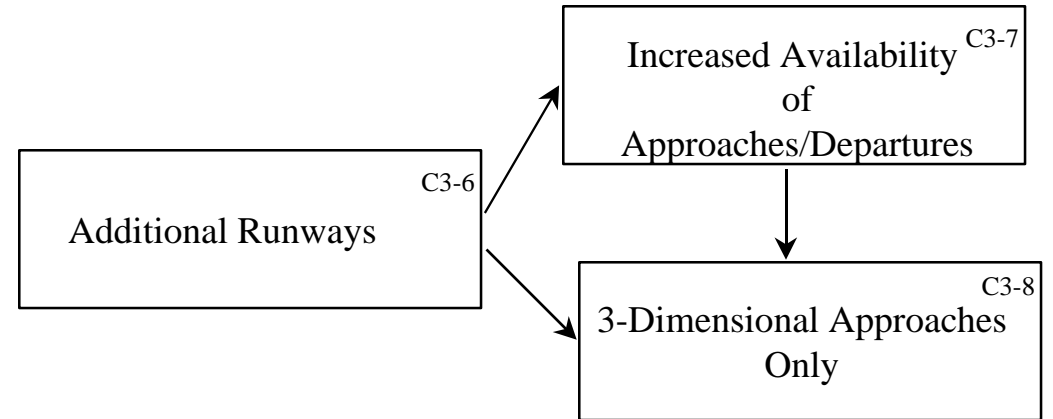 C3-7
Increased Availability
of
Approaches/Departures
C3-6
Additional Runways
C3-8
3-Dimensional Approaches
Only